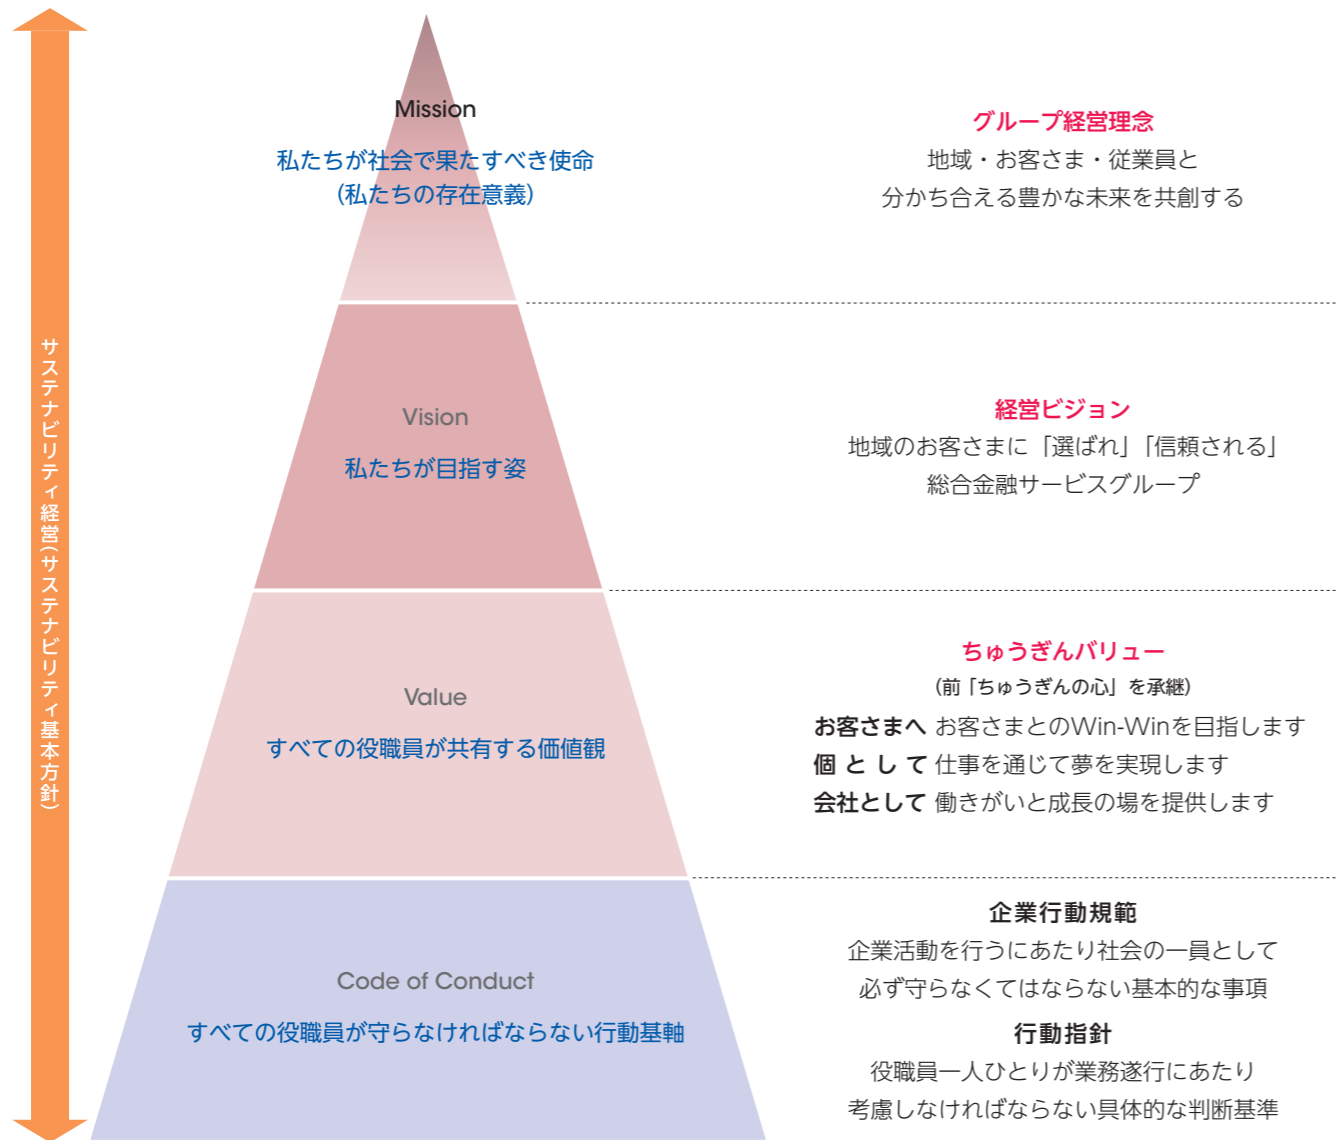 サステナビリティ経営(サステナビリティ基本方針)
Mission
私たちが社会で果たすべき使命
(私たちの存在意義)
グループ経営理念
地域・お客さま・従業員と
分かち合える豊かな未来を共創する
Vision
私たちが目指す姿
経営ビジョン
地域のお客さまに「選ばれ」「信頼される」
総合金融サービスグループ
Value
すべての役職員が共有する価値観
ちゅうぎんバリュー
(前「ちゅうぎんの心」を承継)
お客さまへ お客さまとのWin-Winを目指します
個として 仕事を通じて夢を実現します
会社として 働きがいと成長の場を提供します
Code of Conduct
すべての役職員が守らなければならない行動基軸
企業行動規範
企業活動を行うにあたり社会の一員として
必ず守らなくてはならない基本的な事項
行動指針
役職員一人ひとりが業務遂行にあたり
考慮しなければならない具体的な判断基準